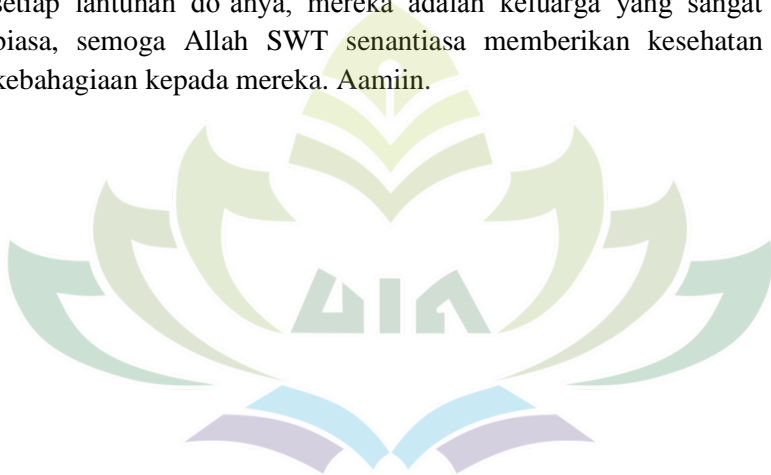 setiap lantunan do'anya, mereka adalah keluarga yang sangat
biasa, semoga Allah SWT senantiasa memberikan kesehatan
kebahagiaan kepada mereka. Aamiin.
UIN